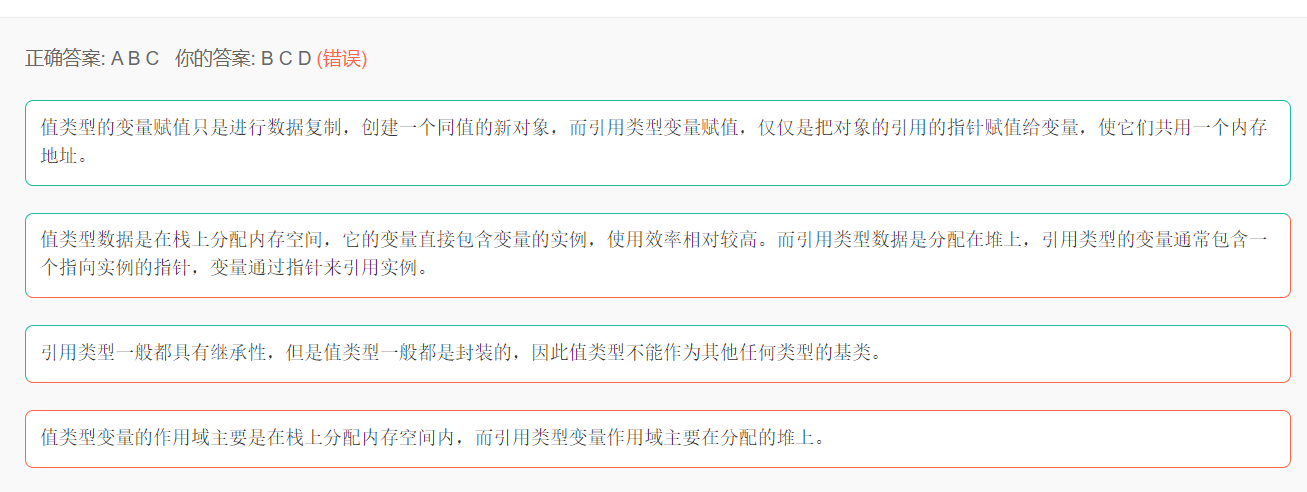 正确答案: A B C 你的答案: B C D (错误)
值类型的变量赋值只是进行数据复制，创建一个同值的新对象，而引用类型变量赋值，仅仅是把对象的引用的指针赋值给变量，使它们共用一个内存
地址。
值类型数据是在栈上分配内存空间，它的变量直接包含变量的实例，使用效率相对较高。而引用类型数据是分配在堆上，引用类型的变量通常包含一
个指向实例的指针，变量通过指针来引用实例。
引用类型一般都具有继承性，但是值类型一般都是封装的，因此值类型不能作为其他任何类型的基类。
值类型变量的作用域主要是在栈上分配内存空间内，而引用类型变量作用域主要在分配的堆上。